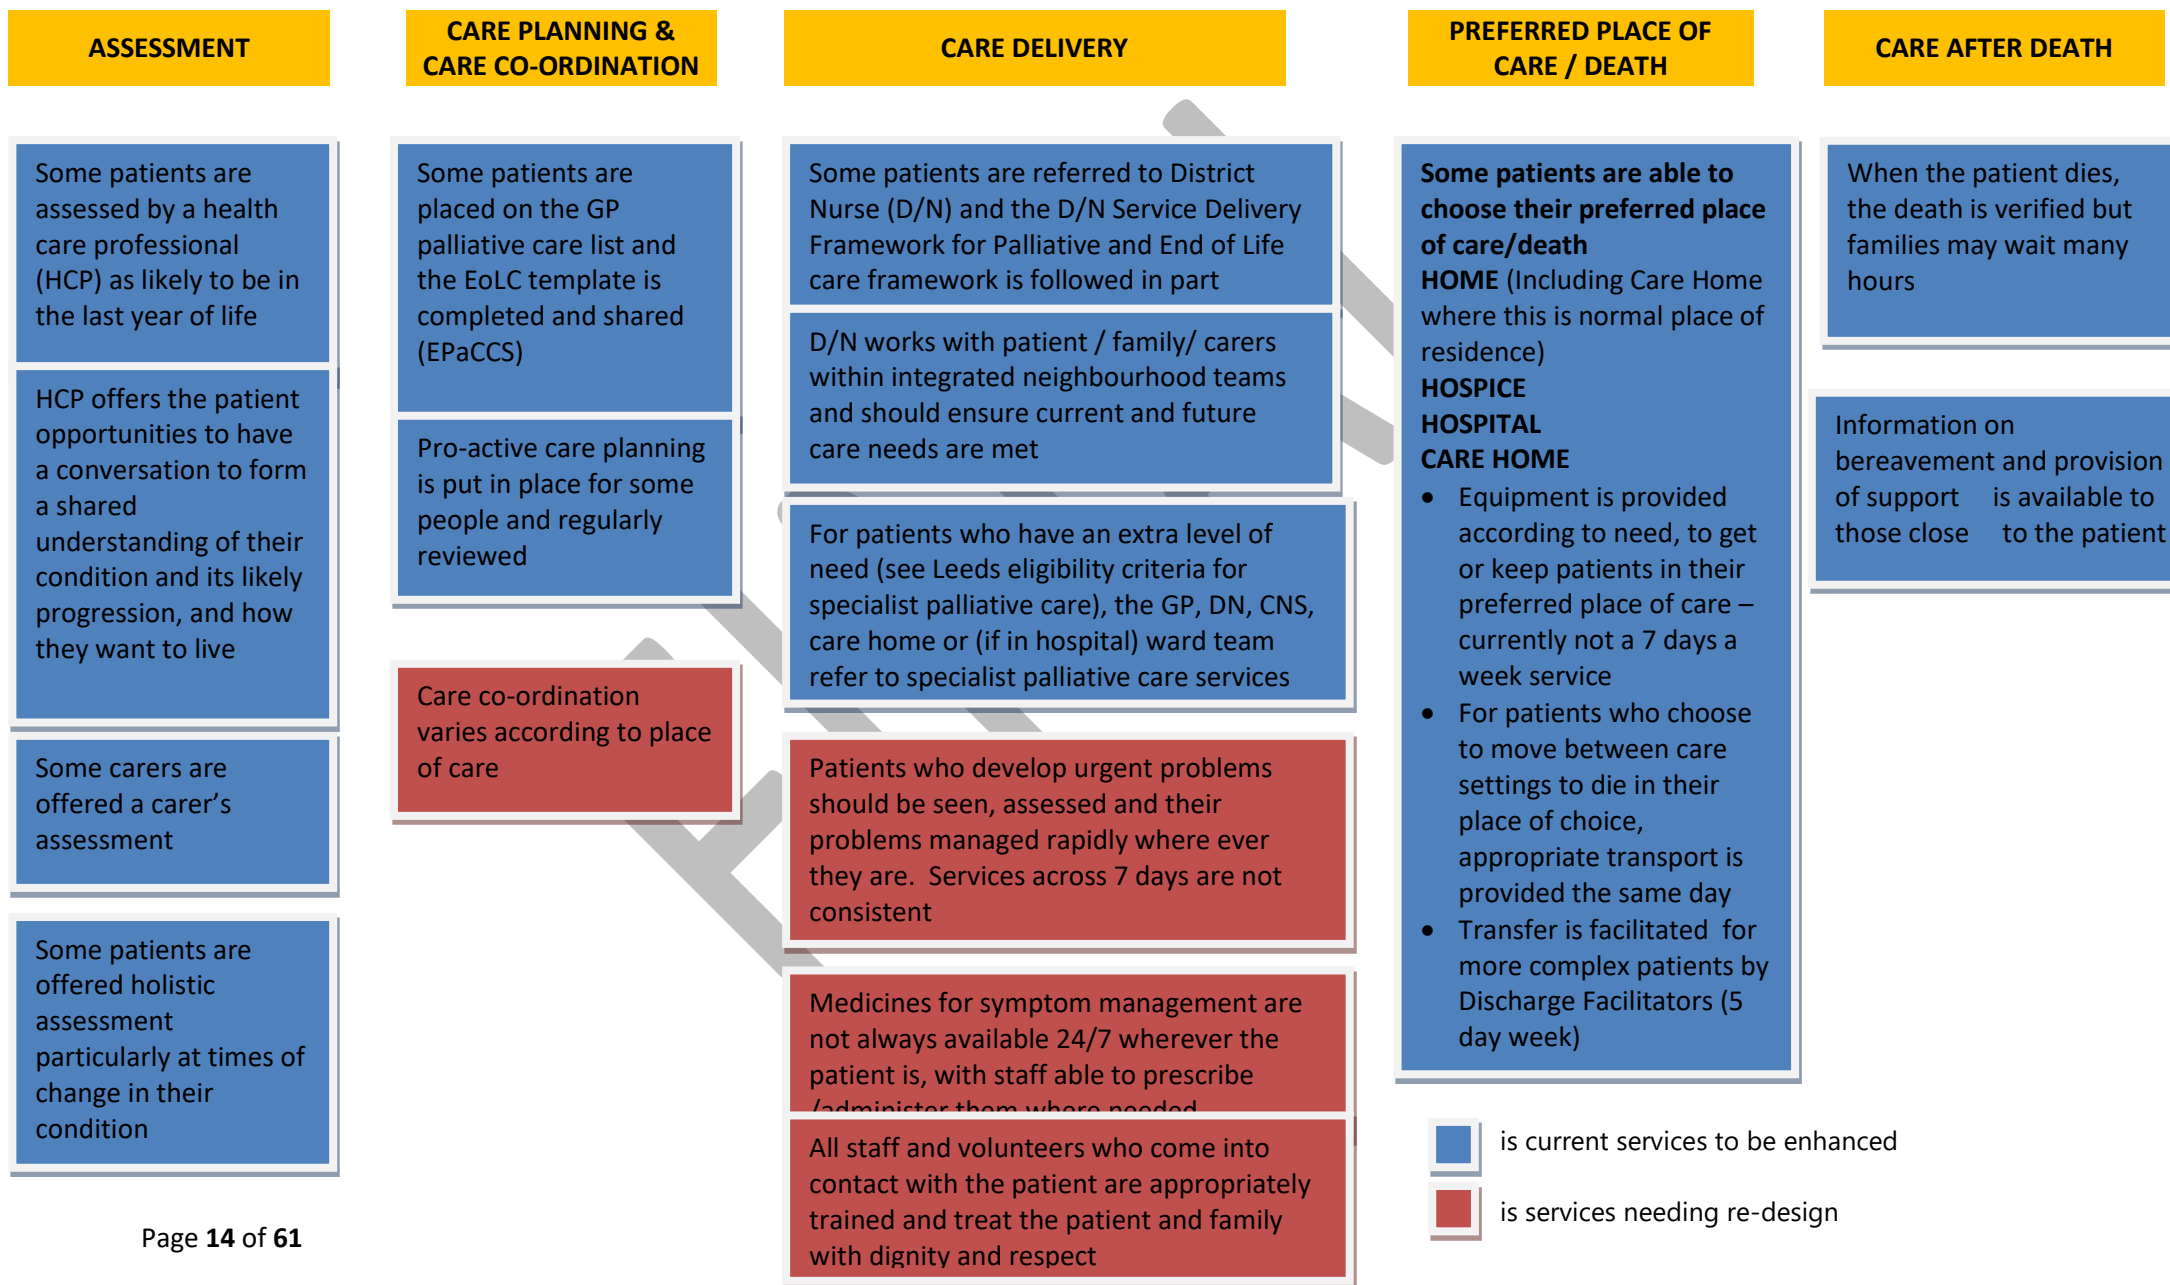 ASSESSMENT
Some patients are
assessed by a health
care professional
(HCP) as likely to be in
the last year of life
HCP offers the patient
opportunities to have
a conversation to form
a shared
understanding of their
condition and its likely
progression, and how
they want to live
Some carers are
offered a carer’s
assessment
Some patients are
offered holistic
assessment
particularly at times of
change in their
condition
CARE PLANNING &
CARE CO-ORDINATION
Some patients are
placed on the GP
palliative care list and
the EoLC template is
completed and shared
(EPaCCS)
Pro-active care planning
is put in place for some
people and regularly
reviewed
Care co-ordination
varies according to place
of care
CARE DELIVERY
Some patients are referred to District
Nurse (D/N) and the D/N Service Delivery
Framework for Palliative and End of Life
care framework is followed in part
D/N works with patient / family/ carers
within integrated neighbourhood teams
and should ensure current and future
care needs are met
For patients who have an extra level of
need (see Leeds eligibility criteria for
specialist palliative care), the GP, DN, CNS,
care home or (if in hospital) ward team
refer to specialist palliative care services
Patients who develop urgent problems
should be seen, assessed and their
problems managed rapidly where ever
they are.  Services across 7 days are not
consistent
Medicines for symptom management are
not always available 24/7 wherever the
patient is, with staff able to prescribe
/administer them where needed
All staff and volunteers who come into
contact with the patient are appropriately
trained and treat the patient and family
with dignity and respect
PREFERRED PLACE OF
CARE / DEATH
Some patients are able to
choose their preferred place
of care/death
HOME (Including Care Home
where this is normal place of
residence)
HOSPICE
HOSPITAL
CARE HOME
• Equipment is provided
according to need, to get
or keep patients in their
preferred place of care –
currently not a 7 days a
week service
• For patients who choose
to move between care
settings to die in their
place of choice,
appropriate transport is
provided the same day
• Transfer is facilitated  for
more complex patients by
Discharge Facilitators (5
day week)
CARE AFTER DEATH
When the patient dies,
the death is verified but
families may wait many
hours
Information on
bereavement and provision
of support    is available to
those close    to the patient
is current services to be enhanced
is services needing re-design
Page 14 of 61